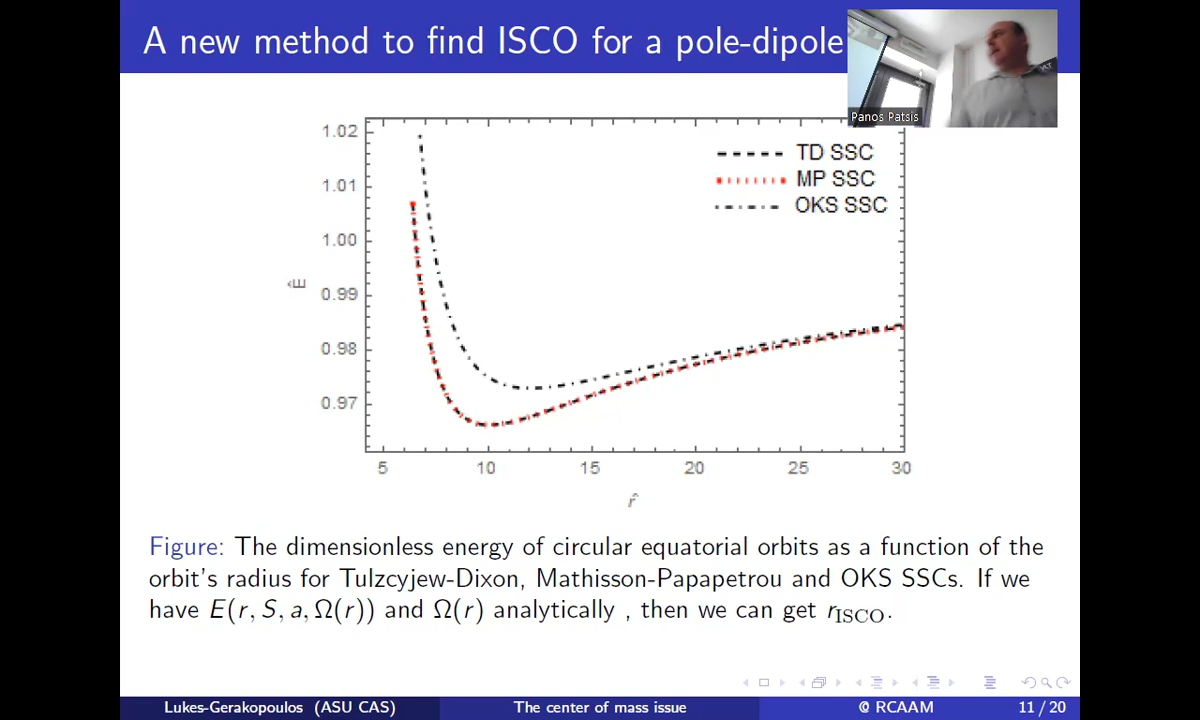 A new method to find ISCO for a pole-dipole
Panos Patsis
1.02
1.01
1.00
0.99
0.98
0.97
Ê
TD SSC
MP SSC
OKS SSC
5 10 15 20 25 30
r̂
Figure: The dimensionless energy of circular equatorial orbits as a function of the
orbit's radius for Tulzcyjew-Dixon, Mathisson-Papapetrou and OKS SSCs. If we
have E(r, S, a, Ω(r)) and Ω(r) analytically , then we can get rISCO.
Lukes-Gerakopoulos (ASU CAS) The center of mass issue @ RCAAM 11 / 20